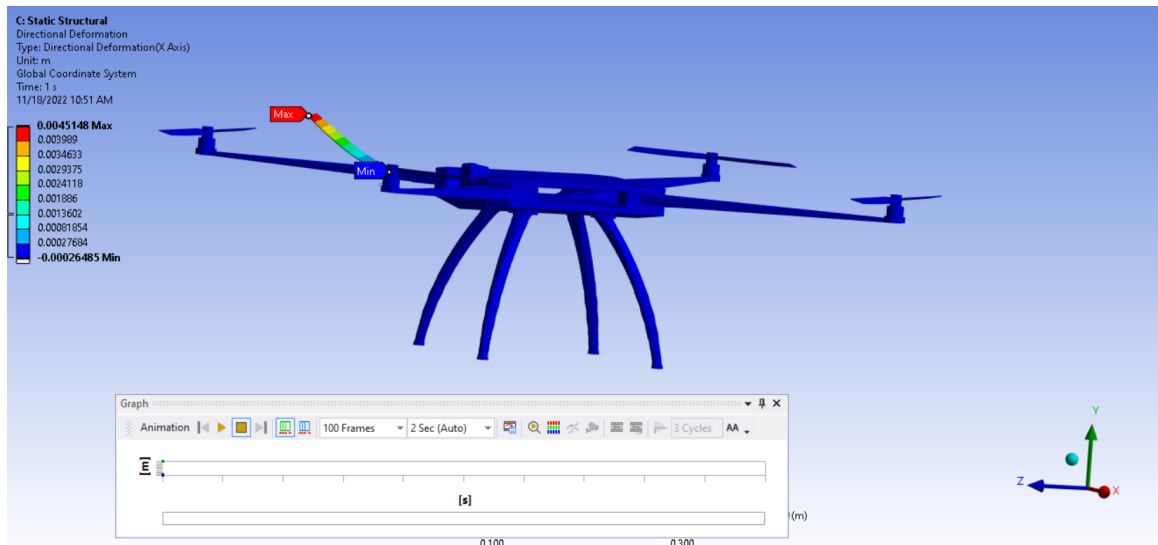 C: Static Structural
Directional Deformation
Type: Directional Deformation(X Axis)
Unit: m
Global Coordinate System
Time: 1 s
11/18/2022 10:51 AM
0.0045148 Max
0.003989
0.0034633
0.0029375
0.0024118
0.001886
0.0013602
0.00081854
0.00027684
-0.00026485 Min
Max
Min
Graph
Animation 100 Frames 2 Sec (Auto) 3 Cycles AA
[m]
[s]
(m)
0.100 0.300
Y
Z X